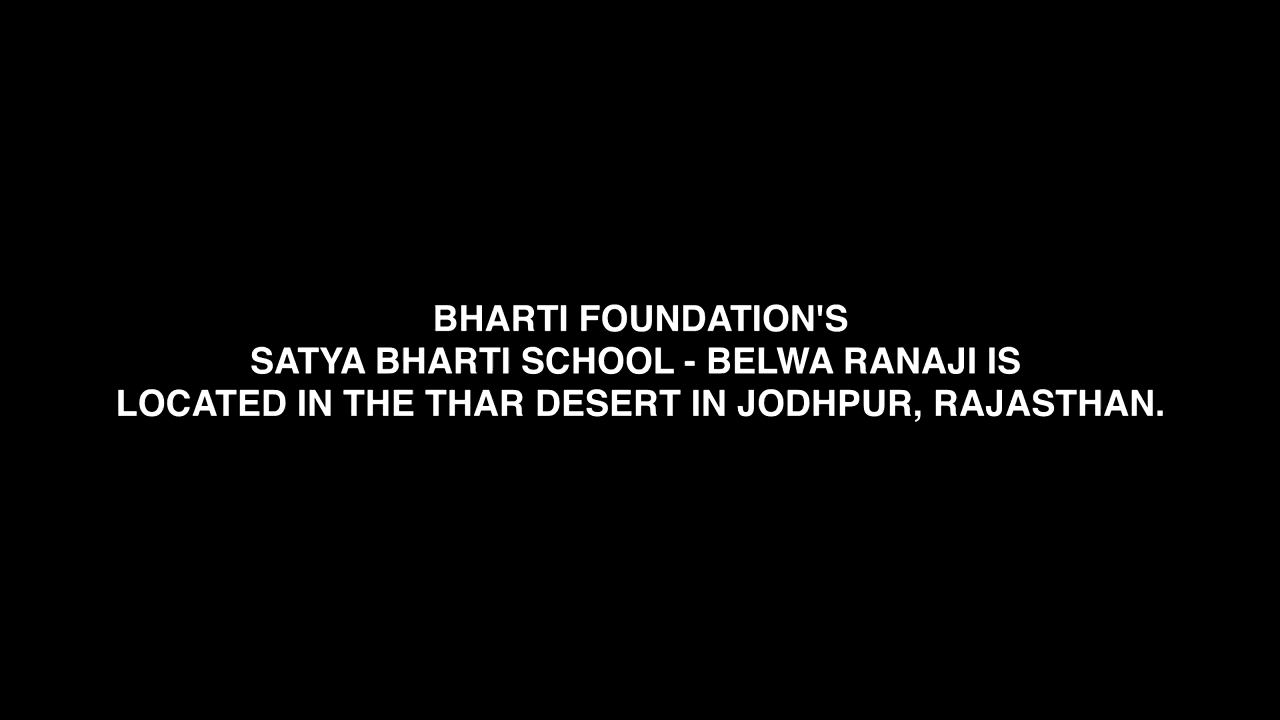 BHARTI FOUNDATION'S
SATYA BHARTI SCHOOL - BELWA RANAJI IS
LOCATED IN THE THAR DESERT IN JODHPUR, RAJASTHAN.